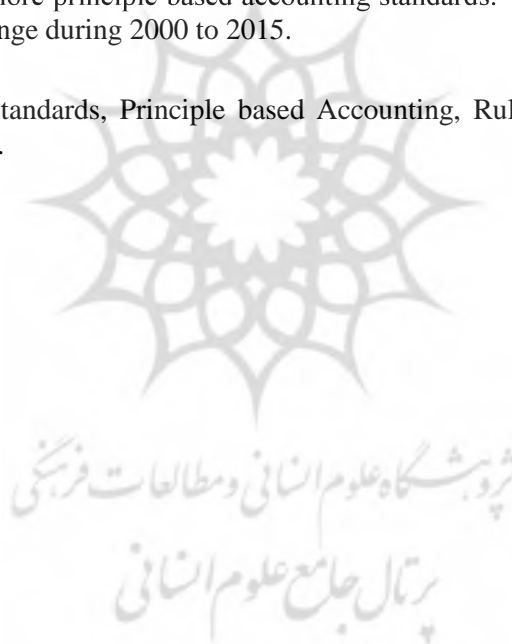 nore principle based accounting standards.
nge during 2000 to 2015.
tandards, Principle based Accounting, Rul
.
پژوهشگاه علوم انسانی و مطالعات فرهنگی
پرتال جامع علوم انسانی